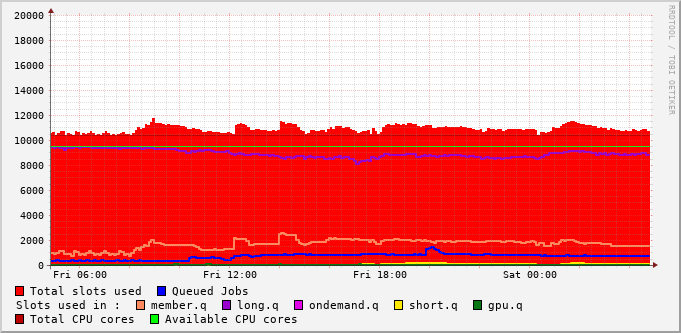 20000
18000
16000
14000
12000
10000
8000
6000
4000
2000
0
Fri 06:00 Fri 12:00 Fri 18:00 Sat 00:00
RRDTOOL / TOBI OETIKER
Total slots used Queued Jobs
Slots used in : member.q long.q ondemand.q short.q gpu.q
Total CPU cores Available CPU cores